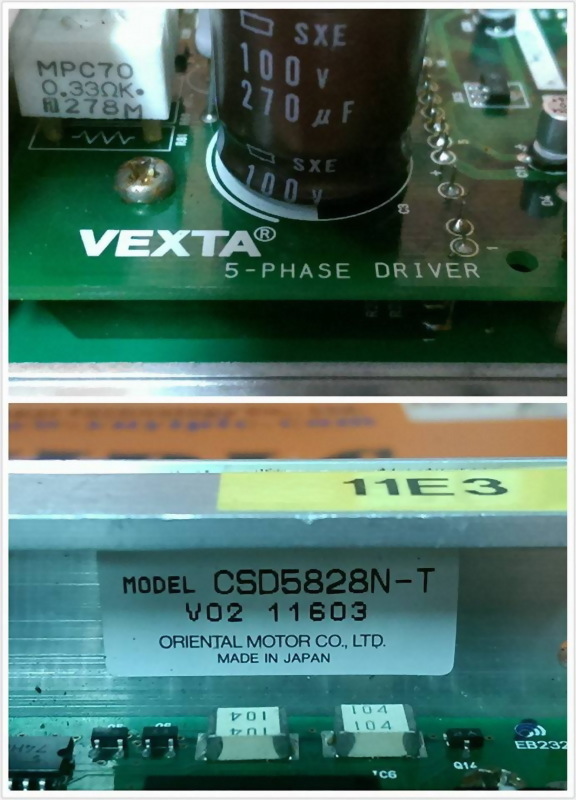 SXE
100V
270μF
MPC70
0.33ΩK•
278M
SXE
100V
VEXTA®
5-PHASE DRIVER
11E3
MODEL CSD5828N-T
V02 11603
ORIENTAL MOTOR CO., LTD.
MADE IN JAPAN
104
104
104
104
Q14
EB232